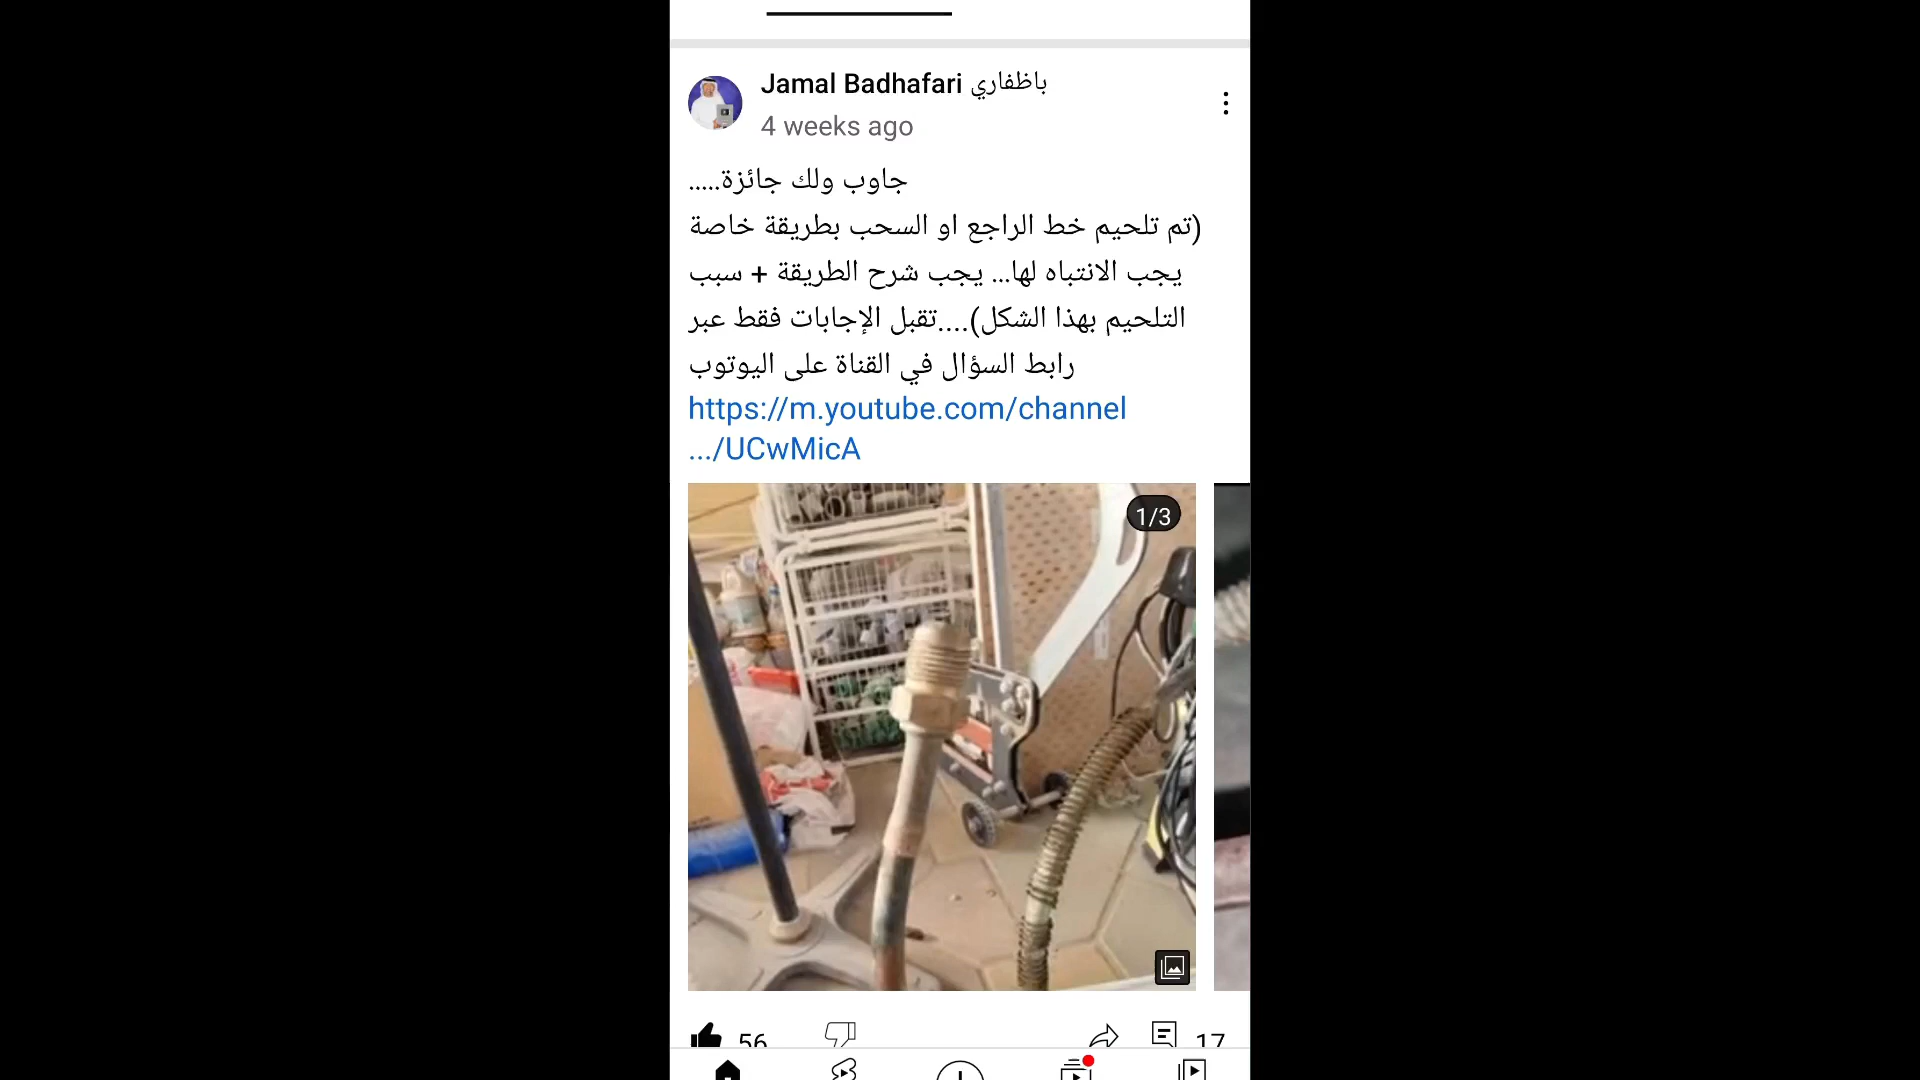 Jamal Badhafari باظفاري
4 weeks ago
جاوب ولك جائزة.....
(تم تلحيم خط الراجع او السحب بطريقة خاصة
يجب الانتباه لها... يجب شرح الطريقة + سبب
التلحيم بهذا الشكل)....تقبل الإجابات فقط عبر
رابط السؤال في القناة على اليوتوب
https://m.youtube.com/channel
.../UCwMicA
1/3
56
17